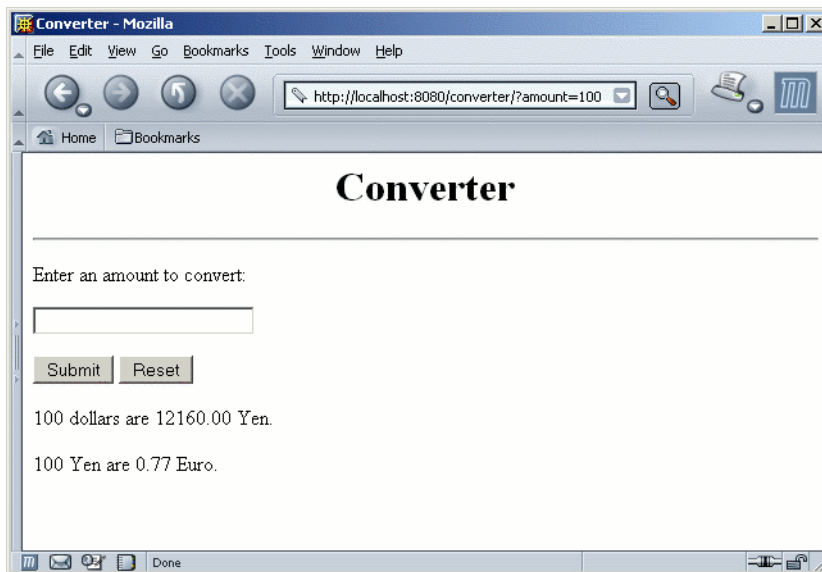 Converter - Mozilla
File Edit View Go Bookmarks Tools Window Help
http://localhost:8080/converter/?amount=100
Home Bookmarks
Converter
Enter an amount to convert:
Submit Reset
100 dollars are 12160.00 Yen.
100 Yen are 0.77 Euro.
Done